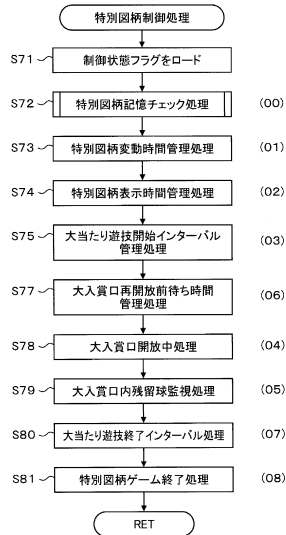 特別図柄制御処理
S71 制御状態フラグをロード
S72 特別図柄記憶チェック処理 (00)
S73 特別図柄変動時間管理処理 (01)
S74 特別図柄表示時間管理処理 (02)
S75 大当たり遊技開始インターバル
管理処理 (03)
S77 大入賞口再開放前待ち時間
管理処理 (06)
S78 大入賞口開放中処理 (04)
S79 大入賞口内残留球監視処理 (05)
S80 大当たり遊技終了インターバル処理 (07)
S81 特別図柄ゲーム終了処理 (08)
RET